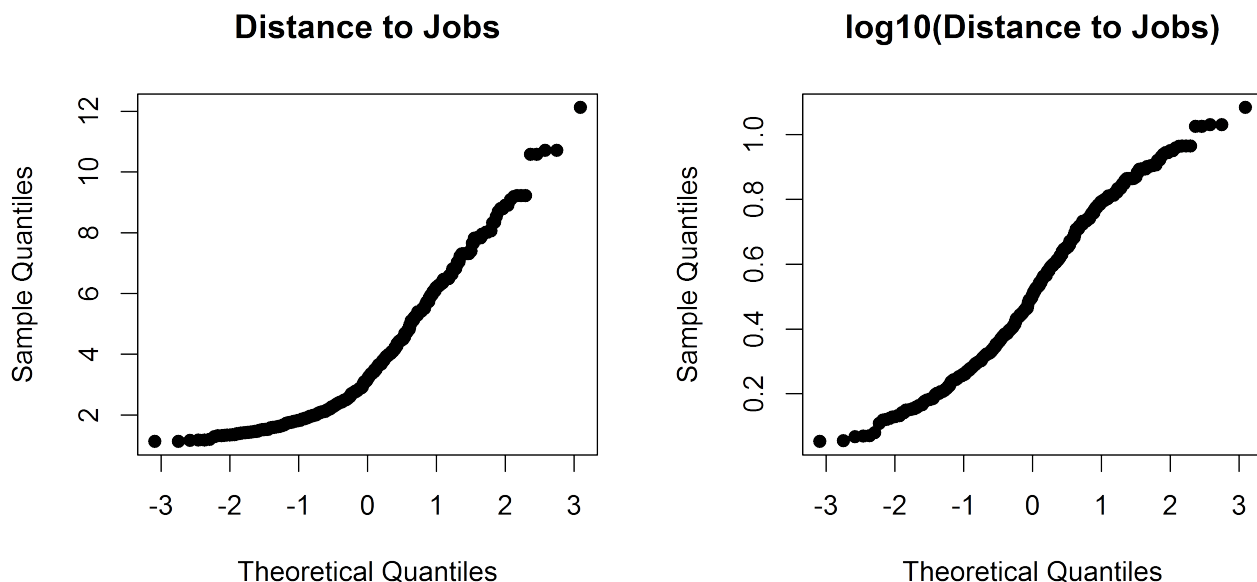 Distance to Jobs
12
10
8
6
4
2
Sample Quantiles
-3 -2 -1 0 1 2 3
Theoretical Quantiles
log10(Distance to Jobs)
1.0
0.8
0.6
0.4
0.2
Sample Quantiles
-3 -2 -1 0 1 2 3
Theoretical Quantiles